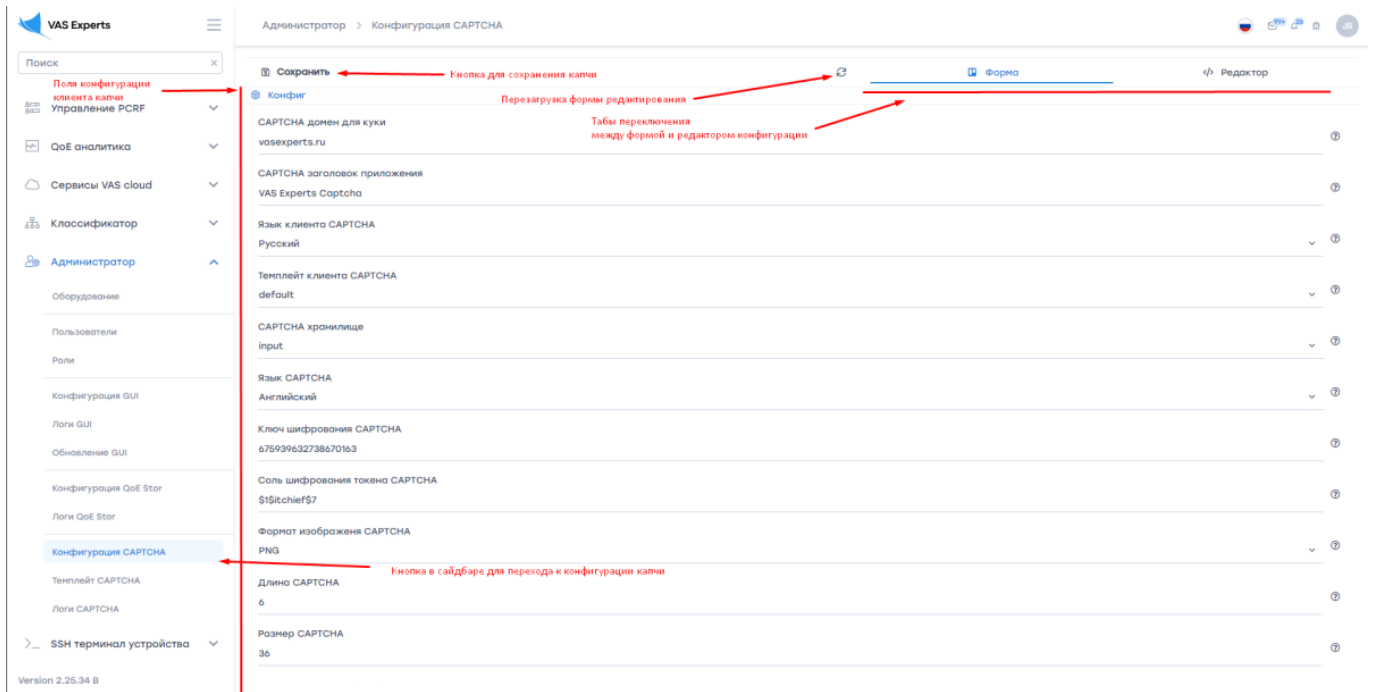 VAS Experts
Администратор > Конфигурация CAPTCHA
99+
26
JS
Поиск
Сохранить
Кнопка для сохранения капчи
Форма
</> Редактор
Поля конфигурации
клиента капчи
Конфиг
Перезагрузка формы редактирования
Табы переключения
между формой и редактором конфигурации
Управление PCRF
QoE аналитика
Сервисы VAS cloud
Классификатор
Администратор
Оборудование
Пользователи
Роли
Конфигурация GUI
Логи GUI
Обновление GUI
Конфигурация QoE Stor
Логи QoE Stor
Конфигурация CAPTCHA
Темплейт CAPTCHA
Логи CAPTCHA
SSH терминал устройства
Version 2.25.34 B
CAPTCHA домен для куки
vasexperts.ru
CAPTCHA заголовок приложения
VAS Experts Captcha
Язык клиента CAPTCHA
Русский
Темплейт клиента CAPTCHA
default
CAPTCHA хранилище
input
Язык CAPTCHA
Английский
Ключ шифрования CAPTCHA
675939632738670163
Соль шифрования токена CAPTCHA
$1$itchief$7
Формат изображеня CAPTCHA
PNG
Кнопка в сайдбаре для перехода к конфигурации капчи
Длина CAPTCHA
6
Размер CAPTCHA
36